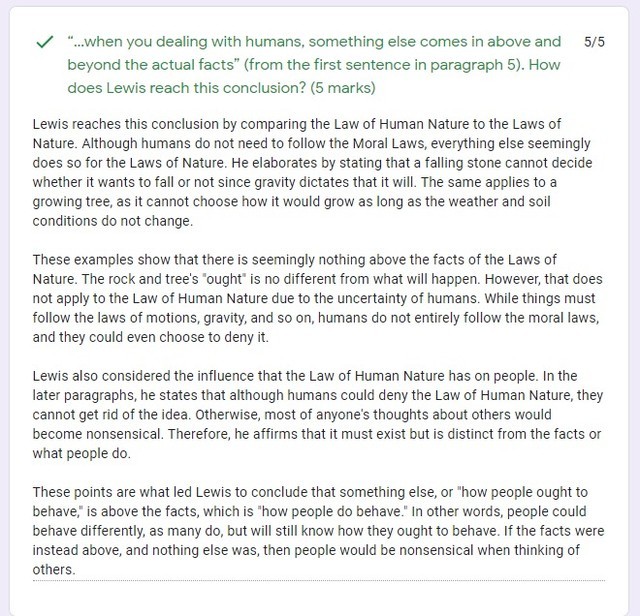 "...when you dealing with humans, something else comes in above and
5/5
beyond the actual facts" (from the first sentence in paragraph 5). How
does Lewis reach this conclusion? (5 marks)
Lewis reaches this conclusion by comparing the Law of Human Nature to the Laws of
Nature. Although humans do not need to follow the Moral Laws, everything else seemingly
does so for the Laws of Nature. He elaborates by stating that a falling stone cannot decide
whether it wants to fall or not since gravity dictates that it will. The same applies to a
growing tree, as it cannot choose how it would grow as long as the weather and soil
conditions do not change.
These examples show that there is seemingly nothing above the facts of the Laws of
Nature. The rock and tree's "ought" is no different from what will happen. However, that does
not apply to the Law of Human Nature due to the uncertainty of humans. While things must
follow the laws of motions, gravity, and so on, humans do not entirely follow the moral laws,
and they could even choose to deny it.
Lewis also considered the influence that the Law of Human Nature has on people. In the
later paragraphs, he states that although humans could deny the Law of Human Nature, they
cannot get rid of the idea. Otherwise, most of anyone's thoughts about others would
become nonsensical. Therefore, he affirms that it must exist but is distinct from the facts or
what people do.
These points are what led Lewis to conclude that something else, or "how people ought to
behave," is above the facts, which is "how people do behave." In other words, people could
behave differently, as many do, but will still know how they ought to behave. If the facts were
instead above, and nothing else was, then people would be nonsensical when thinking of
others.